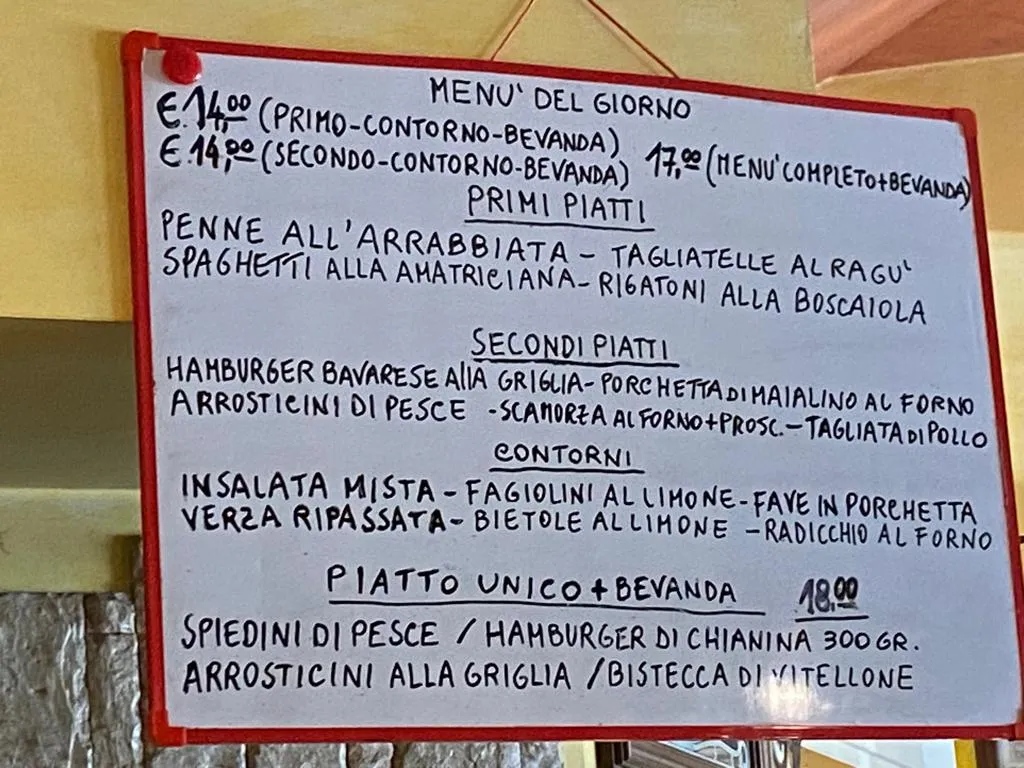 MENU' DEL GIORNO
€.14,00 (PRIMO-CONTORNO-BEVANDA)
€.14,00 (SECONDO-CONTORNO-BEVANDA) 17,00 (MENU' COMPLETO+BEVANDA)
PRIMI PIATTI
PENNE ALL'ARRABBIATA - TAGLIATELLE AL RAGU'
SPAGHETTI ALLA AMATRICIANA - RIGATONI ALLA BOSCAIOLA
SECONDI PIATTI
HAMBURGER BAVARESE AllA GRIGLIA - PORCHETTA DI MAIALINO AL FORNO
ARROSTICINI DI PESCE - SCAMORZA AL FORNO + PROSC. - TAGLIATA DI POLLO
CONTORNI
INSALATA MISTA - FAGIOLINI AL LIMONE - FAVE IN PORCHETTA
VERZA RIPASSATA - BIETOLE AL LIMONE - RADICCHIO AL FORNO
PIATTO UNICO + BEVANDA 18,00
SPIEDINI DI PESCE / HAMBURGER DI CHIANINA 300 GR.
ARROSTICINI ALLA GRIGLIA / BISTECCA DI VITELLONE